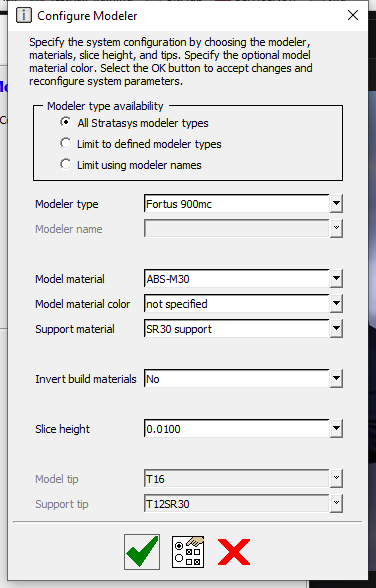 Configure Modeler
Specify the system configuration by choosing the modeler,
materials, slice height, and tips. Specify the optional model
material color. Select the OK button to accept changes and
reconfigure system parameters.
Modeler type availability
All Stratasys modeler types
Limit to defined modeler types
Limit using modeler names
Modeler type Fortus 900mc
Modeler name
Model material ABS-M30
Model material color not specified
Support material SR30 support
Invert build materials No
Slice height 0.0100
Model tip T16
Support tip T12SR30